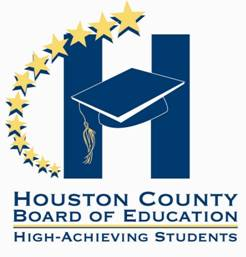 H
HOUSTON COUNTY
BOARD OF EDUCATION
HIGH-ACHIEVING STUDENTS